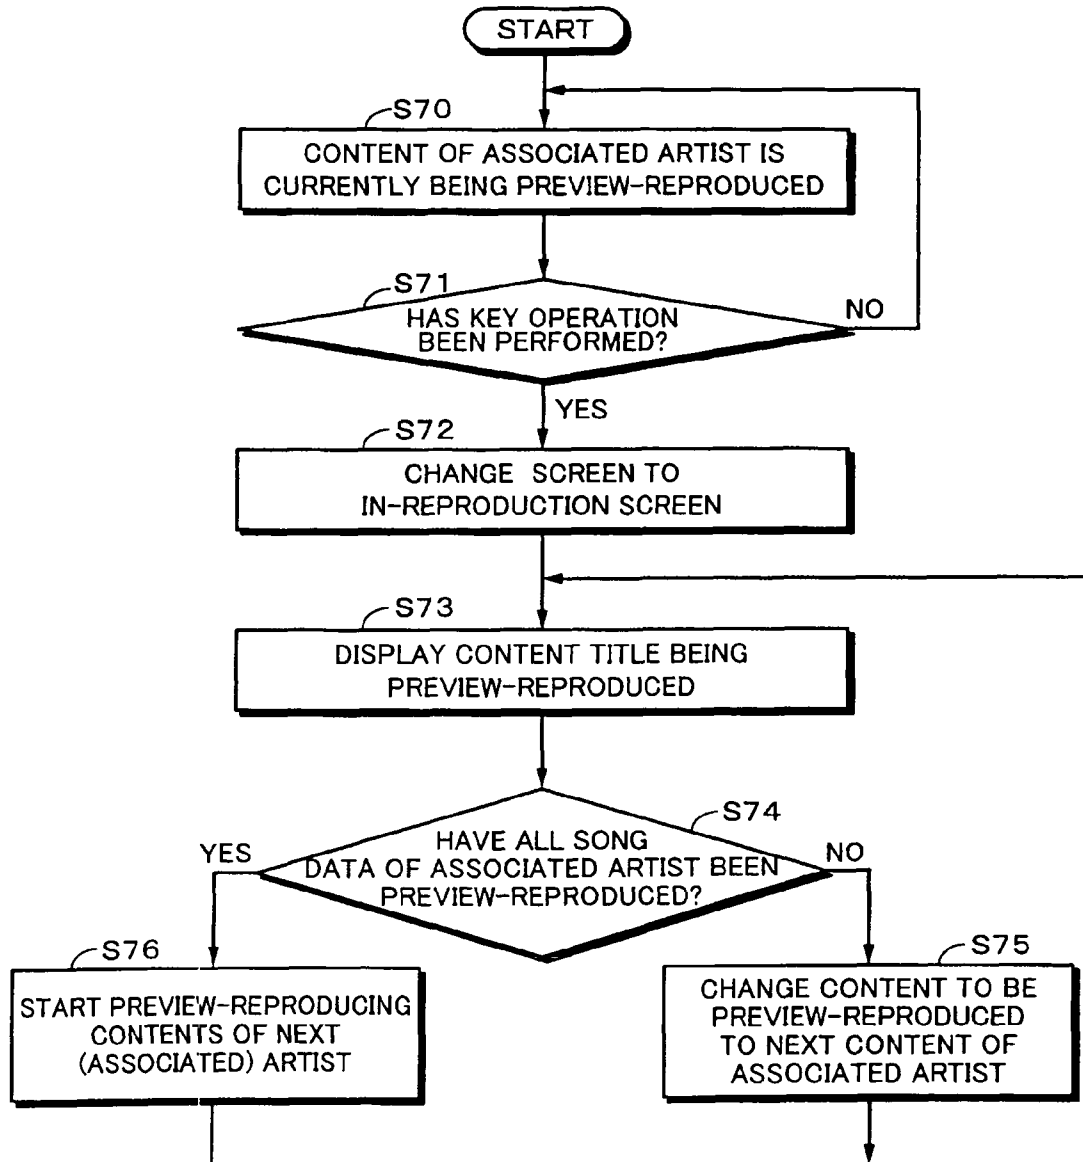 START
S70
CONTENT OF ASSOCIATED ARTIST IS
CURRENTLY BEING PREVIEW-REPRODUCED
S71
HAS KEY OPERATION
BEEN PERFORMED?
NO
YES
S72
CHANGE SCREEN TO
IN-REPRODUCTION SCREEN
S73
DISPLAY CONTENT TITLE BEING
PREVIEW-REPRODUCED
S74
HAVE ALL SONG
DATA OF ASSOCIATED ARTIST BEEN
PREVIEW-REPRODUCED?
YES
NO
S76
START PREVIEW-REPRODUCING
CONTENTS OF NEXT
(ASSOCIATED) ARTIST
S75
CHANGE CONTENT TO BE
PREVIEW-REPRODUCED
TO NEXT CONTENT OF
ASSOCIATED ARTIST